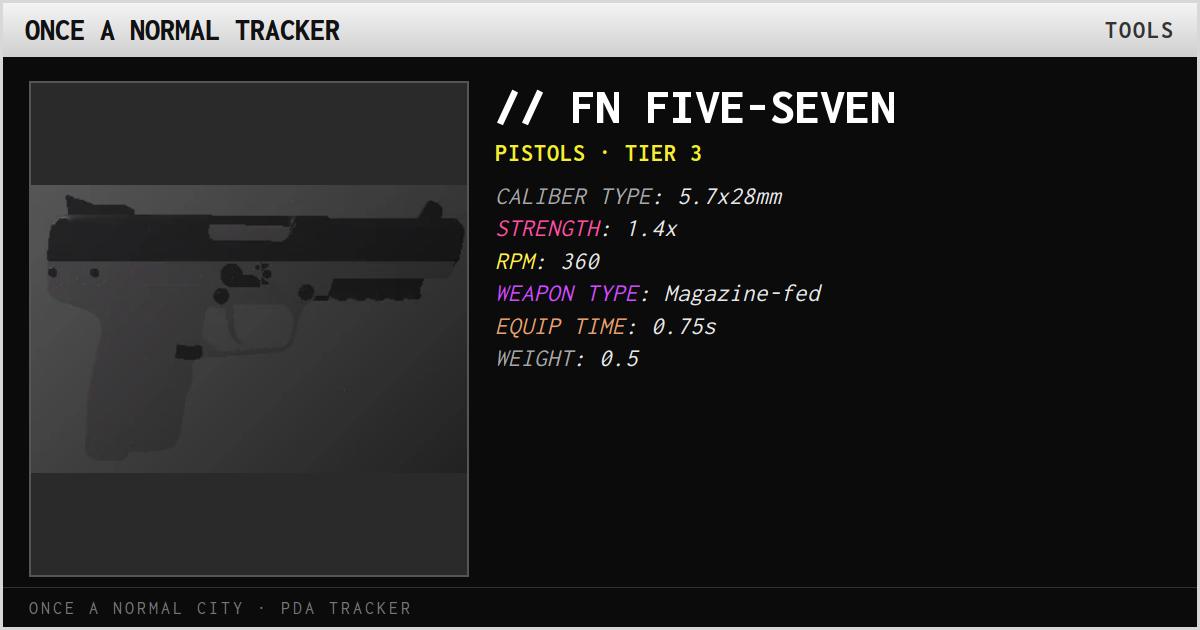 ONCE A NORMAL TRACKER
TOOLS
// FN FIVE-SEVEN
PISTOLS · TIER 3
CALIBER TYPE: 5.7x28mm
STRENGTH: 1.4x
RPM: 360
WEAPON TYPE: Magazine-fed
EQUIP TIME: 0.75s
WEIGHT: 0.5
ONCE A NORMAL CITY · PDA TRACKER